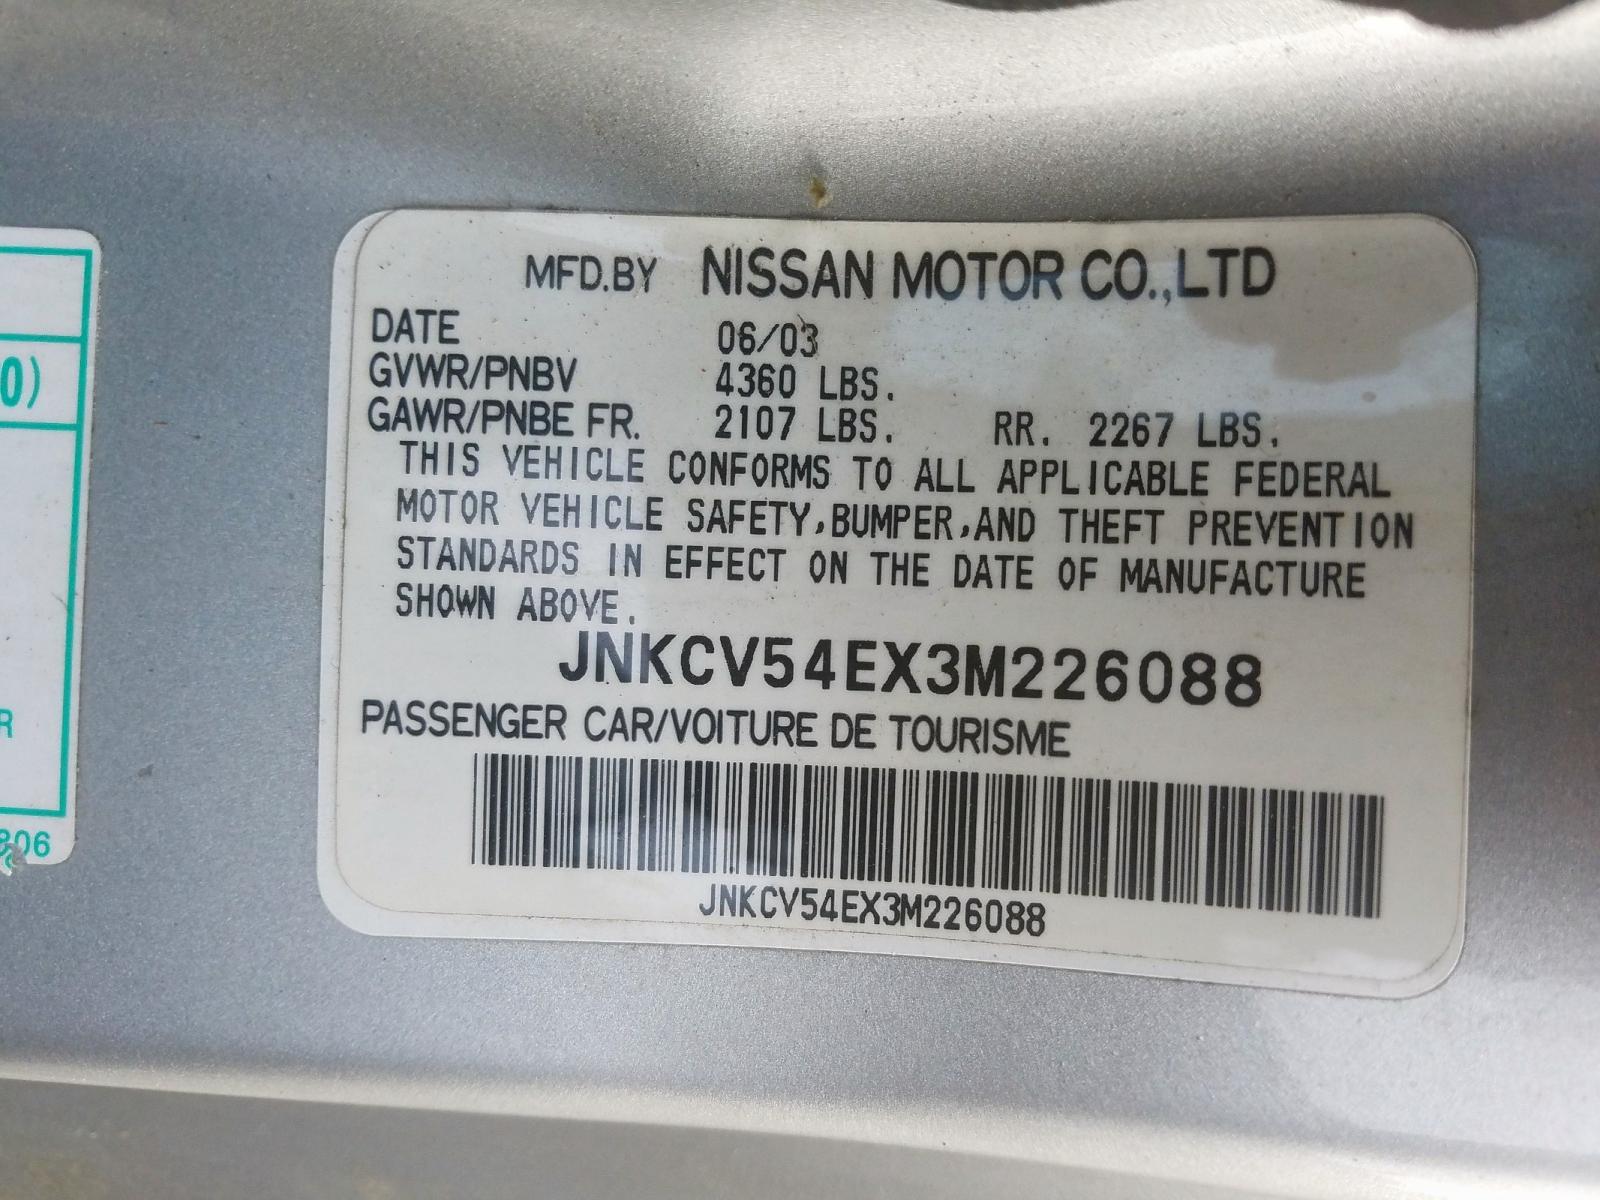 MFD.BY NISSAN MOTOR CO.,LTD
DATE 06/03
GVWR/PNBV 4360 LBS.
GAWR/PNBE FR. 2107 LBS. RR. 2267 LBS.
THIS VEHICLE CONFORMS TO ALL APPLICABLE FEDERAL
MOTOR VEHICLE SAFETY,BUMPER,AND THEFT PREVENTION
STANDARDS IN EFFECT ON THE DATE OF MANUFACTURE
SHOWN ABOVE.
JNKCV54EX3M226088
PASSENGER CAR/VOITURE DE TOURISME
JNKCV54EX3M226088
0)
R
06